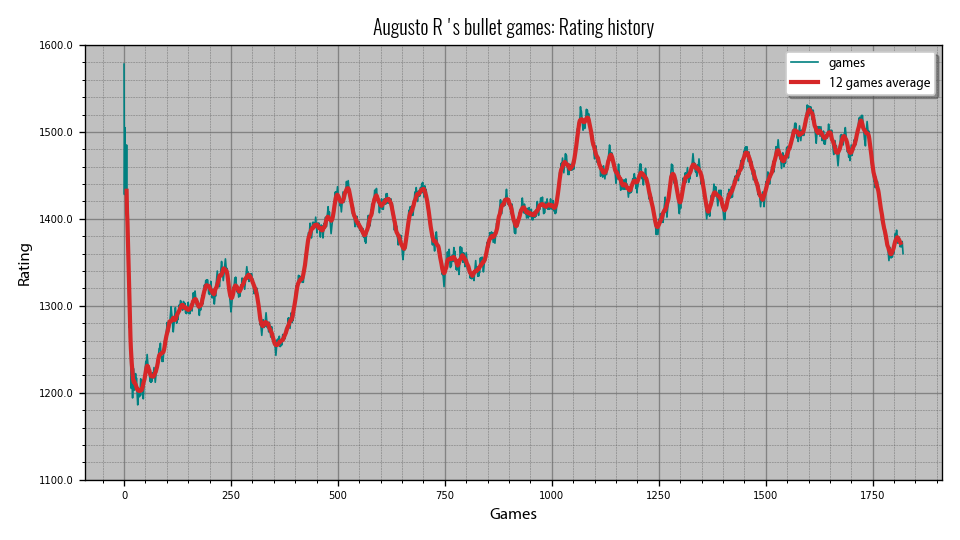 Augusto R 's bullet games: Rating history
games
12 games average
1600.0
1500.0
1400.0
1300.0
1200.0
1100.0
Rating
0 250 500 750 1000 1250 1500 1750
Games